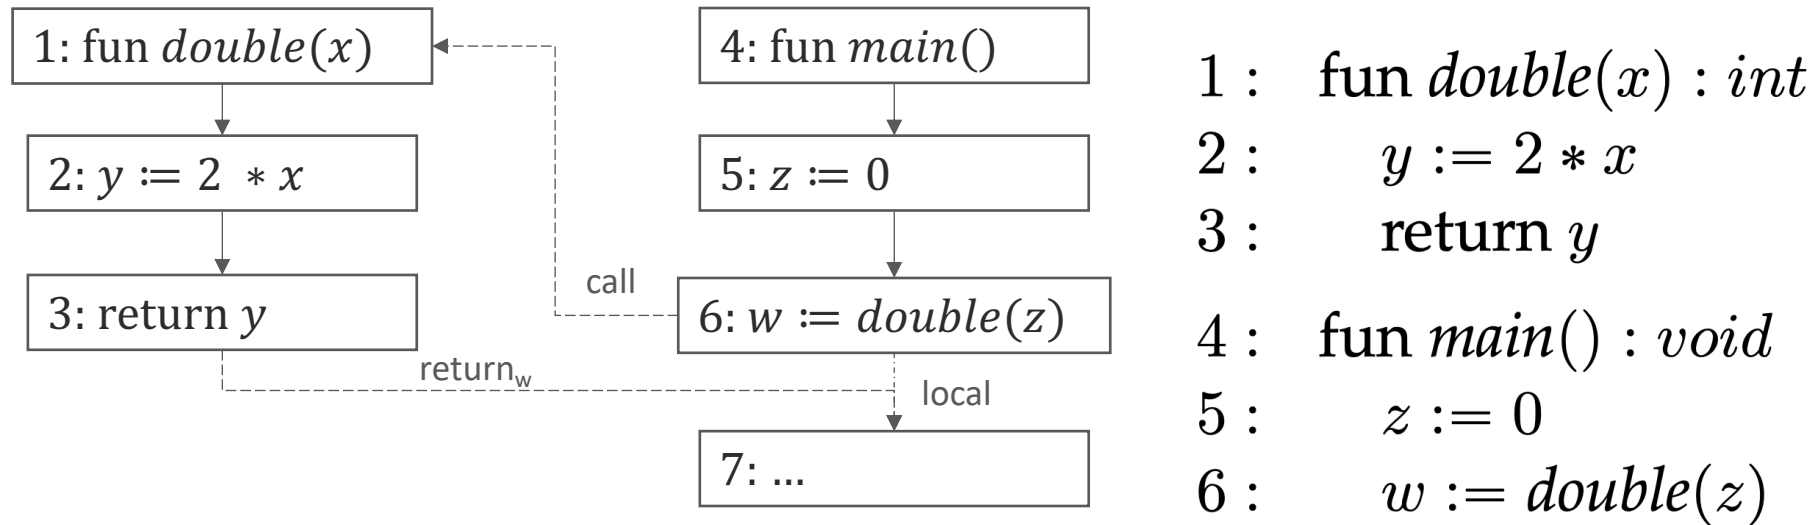 1: fun double(x)
2: y ≔ 2 * x
3: return y
call
return_w
4: fun main()
5: z ≔ 0
6: w ≔ double(z)
local
7: ...
1 : fun double(x) : int
2 : y := 2 * x
3 : return y
4 : fun main() : void
5 : z := 0
6 : w := double(z)